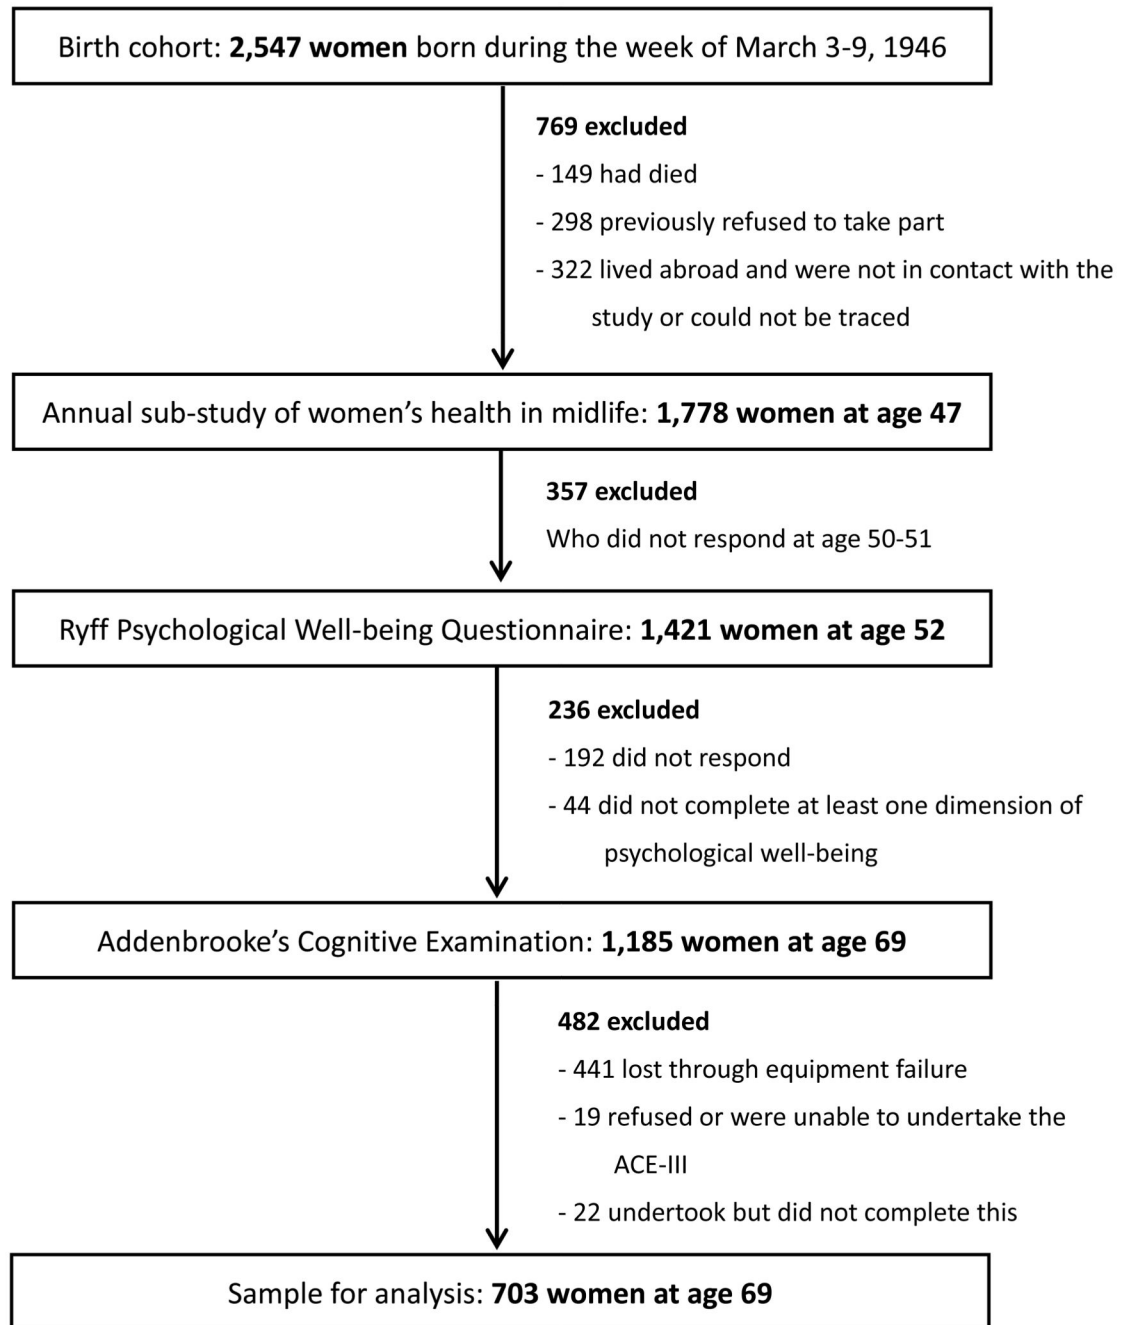 Birth cohort: 2,547 women born during the week of March 3-9, 1946
769 excluded
- 149 had died
- 298 previously refused to take part
- 322 lived abroad and were not in contact with the
study or could not be traced
Annual sub-study of women’s health in midlife: 1,778 women at age 47
357 excluded
Who did not respond at age 50-51
Ryff Psychological Well-being Questionnaire: 1,421 women at age 52
236 excluded
- 192 did not respond
- 44 did not complete at least one dimension of
psychological well-being
Addenbrooke’s Cognitive Examination: 1,185 women at age 69
482 excluded
- 441 lost through equipment failure
- 19 refused or were unable to undertake the
ACE-III
- 22 undertook but did not complete this
Sample for analysis: 703 women at age 69